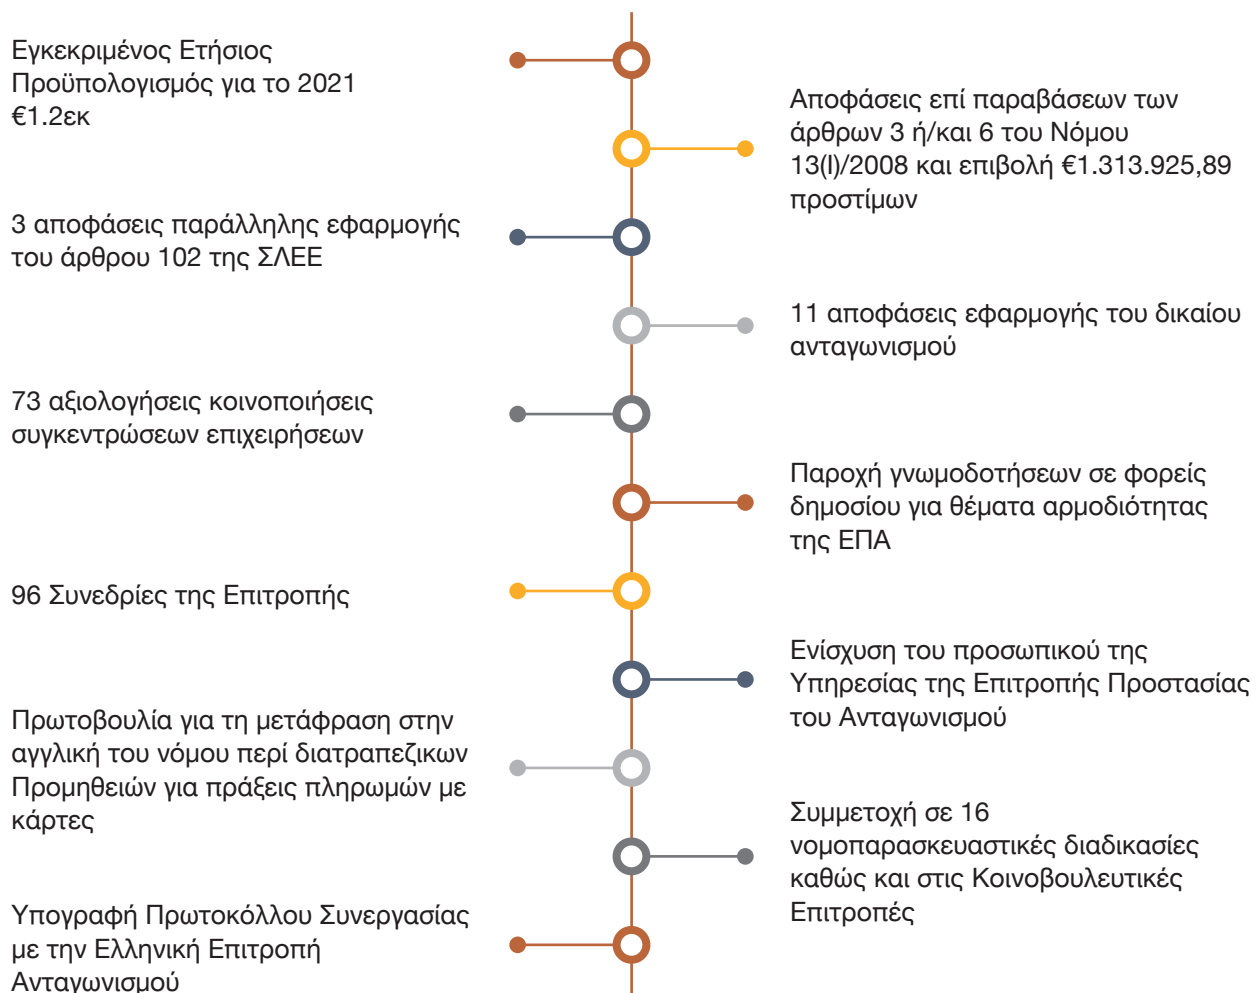 Εγκεκριμένος Ετήσιος
Προϋπολογισμός για το 2021
€1.2εκ
Αποφάσεις επί παραβάσεων των
άρθρων 3 ή/και 6 του Νόμου
13(Ι)/2008 και επιβολή €1.313.925,89
προστίμων
3 αποφάσεις παράλληλης εφαρμογής
του άρθρου 102 της ΣΛΕΕ
11 αποφάσεις εφαρμογής του δικαίου
ανταγωνισμού
73 αξιολογήσεις κοινοποιήσεις
συγκεντρώσεων επιχειρήσεων
Παροχή γνωμοδοτήσεων σε φορείς
δημοσίου για θέματα αρμοδιότητας
της ΕΠΑ
96 Συνεδρίες της Επιτροπής
Ενίσχυση του προσωπικού της
Υπηρεσίας της Επιτροπής Προστασίας
του Ανταγωνισμού
Πρωτοβουλία για τη μετάφραση στην
αγγλική του νόμου περί διατραπεζικων
Προμηθειών για πράξεις πληρωμών με
κάρτες
Συμμετοχή σε 16
νομοπαρασκευαστικές διαδικασίες
καθώς και στις Κοινοβουλευτικές
Επιτροπές
Υπογραφή Πρωτοκόλλου Συνεργασίας
με την Ελληνική Επιτροπή
Ανταγωνισμού